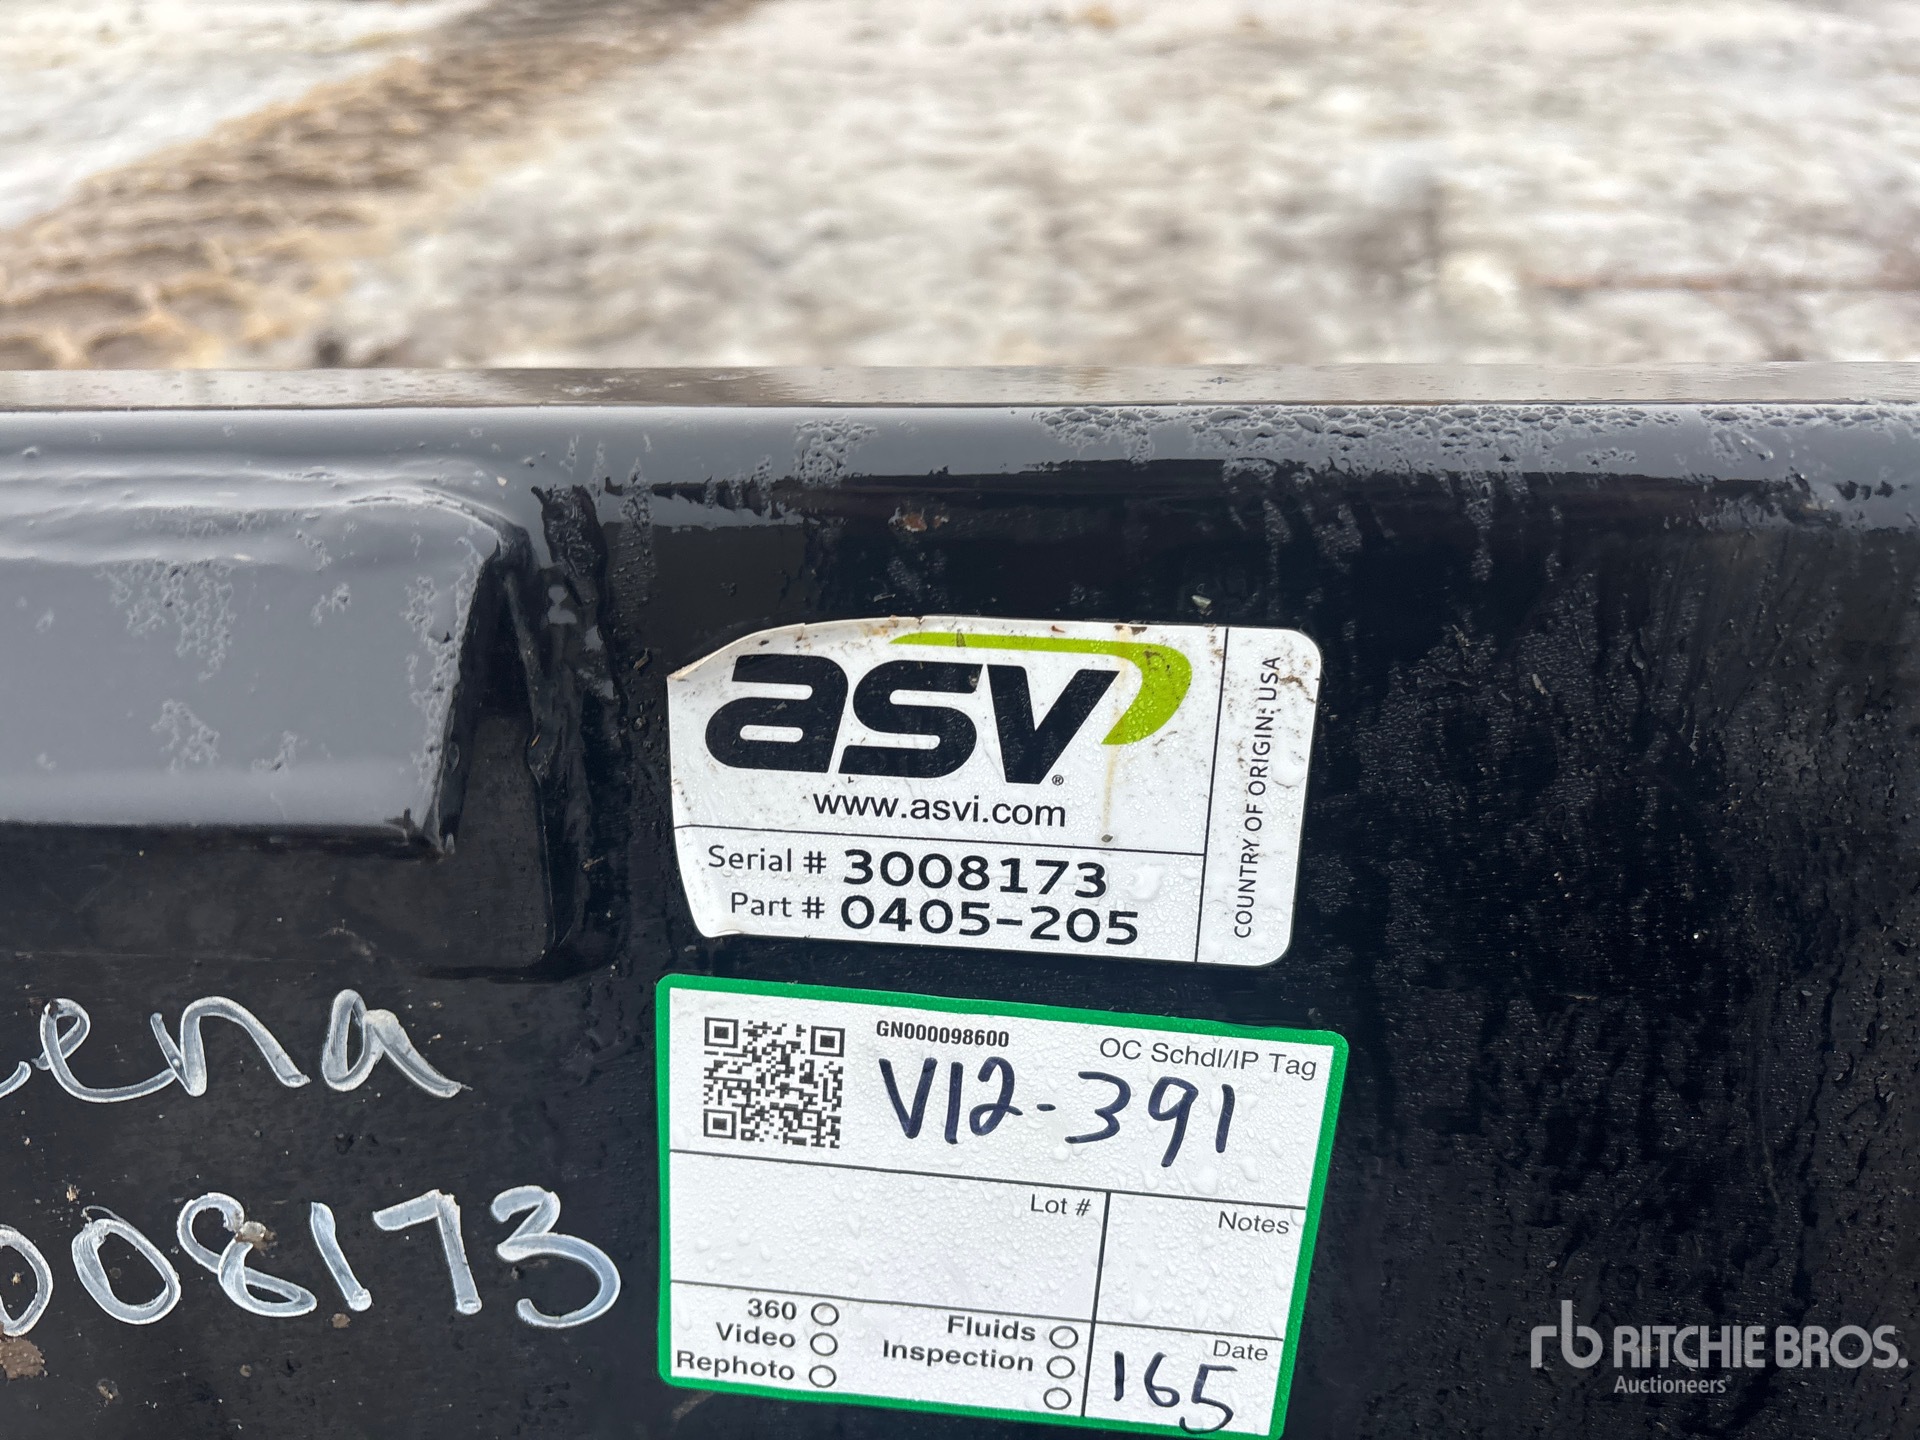 asv®
www.asvi.com
Serial # 3008173
Part # 0405-205
COUNTRY OF ORIGIN: USA
ena
008173
GN000098600
OC Schdl/IP Tag
V12-391
Lot #
Notes
360
Video
Rephoto
Fluids
Inspection
Date
165
rb RITCHIE BROS.
Auctioneers